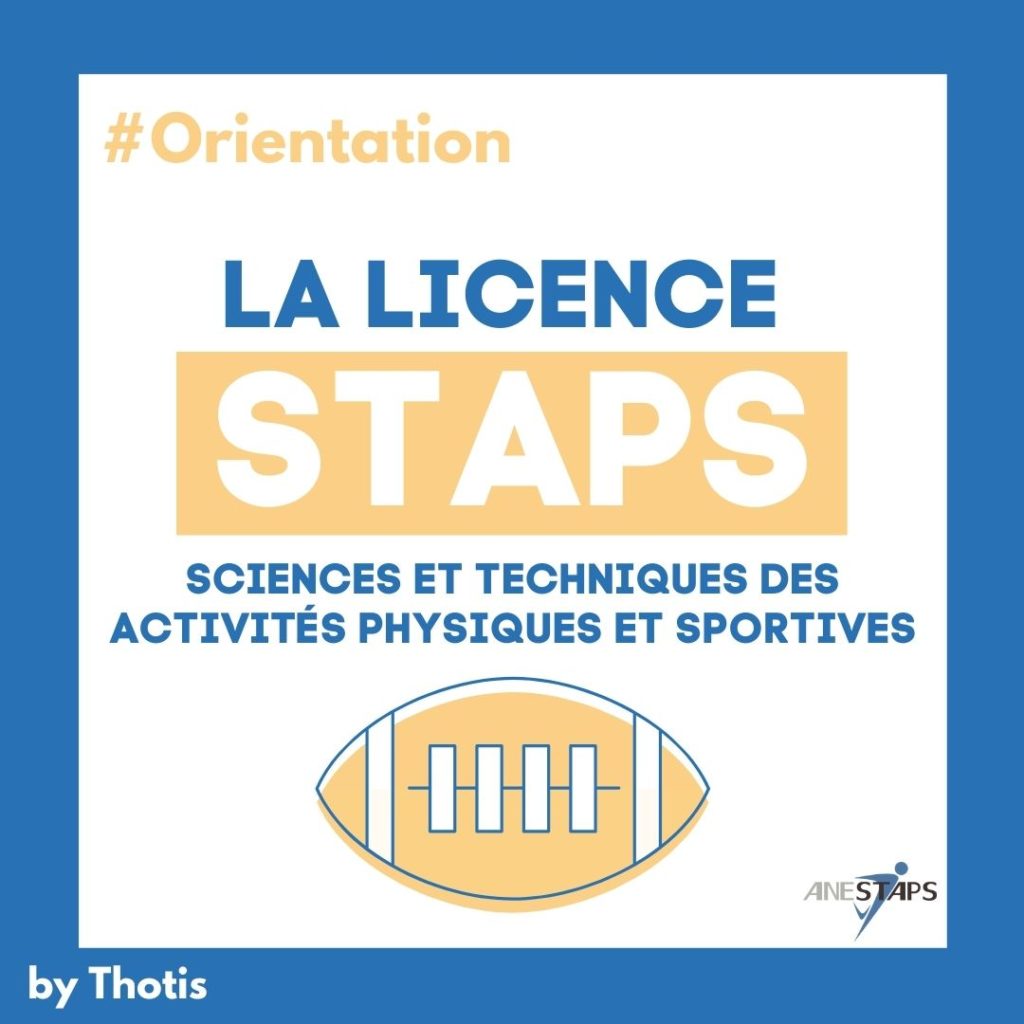 #Orientation
LA LICENCE
STAPS
SCIENCES ET TECHNIQUES DES
ACTIVITÉS PHYSIQUES ET SPORTIVES
ANESTAPS
by Thotis